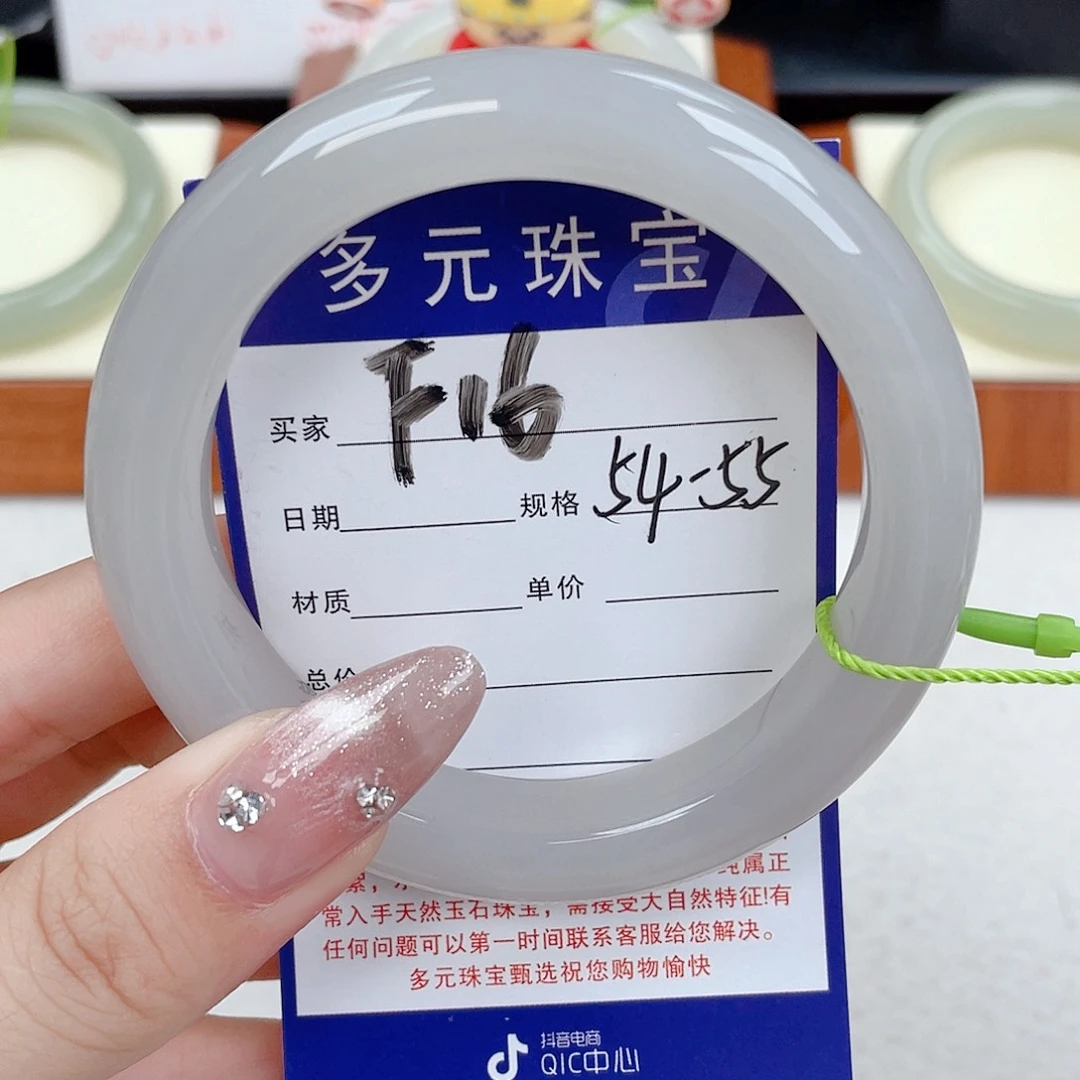 多元珠宝
买家 F16
日期 规格 54-55
材质 单价
总价
纯属正
常入手天然玉石珠宝，需接受大自然特征!有
任何问题可以第一时间联系客服给您解决。
多元珠宝甄选祝您购物愉快
抖音电商
QIC中心